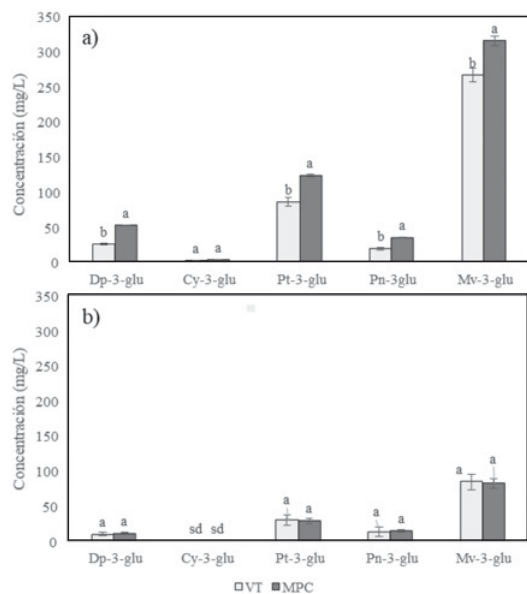 a)
Concentración (mg/L)
350
300
250
200
150
100
50
0
b a
a a
b a
b a
b a
Dp-3-glu Cy-3-glu Pt-3-glu Pn-3glu Mv-3-glu
b)
Concentración (mg/L)
350
300
250
200
150
100
50
0
a a
sd sd
a a
a a
a a
Dp-3-glu Cy-3-glu Pt-3-glu Pn-3-glu Mv-3-glu
VT MPC